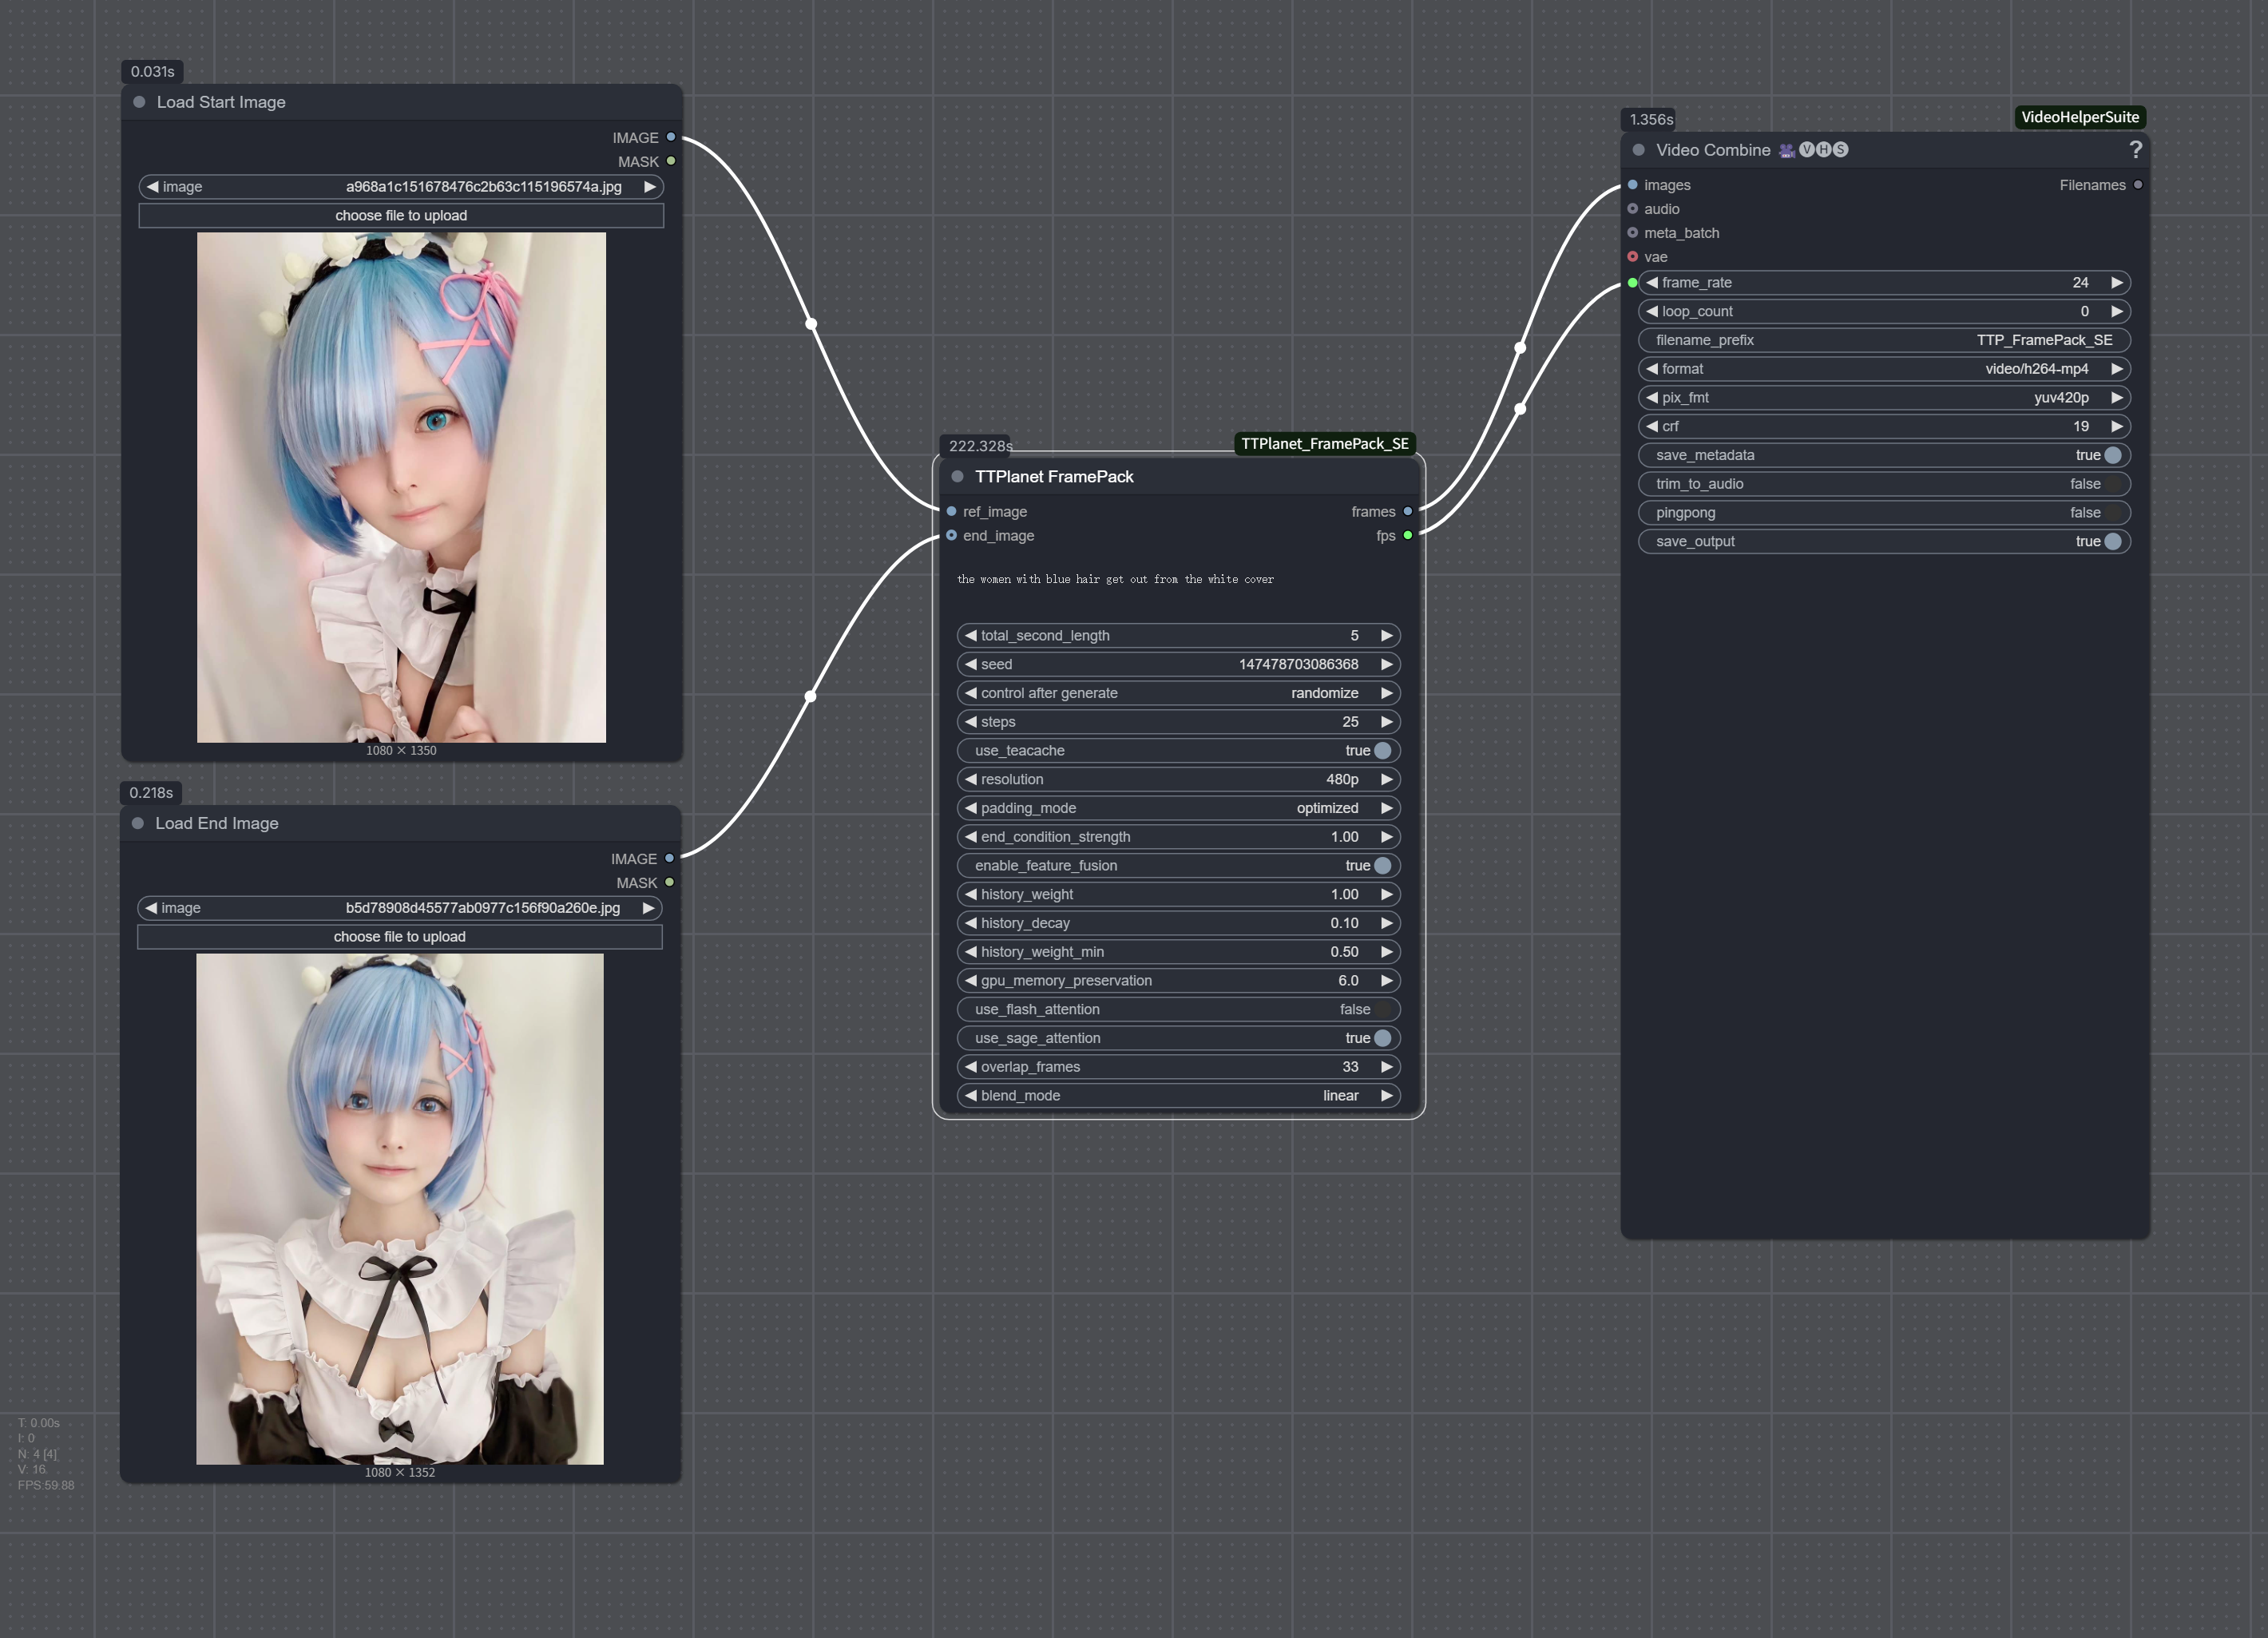 0.031s
Load Start Image
IMAGE
MASK
image a968a1c151678476c2b63c115196574a.jpg
choose file to upload
1080 × 1350
0.218s
Load End Image
IMAGE
MASK
image b5d78908d45577ab0977c156f90a260e.jpg
choose file to upload
1080 × 1352
222.328s
TTPlanet_FramePack_SE
TTPlanet FramePack
ref_image frames
end_image fps
the women with blue hair get out from the white cover
total_second_length 5
seed 147478703086368
control after generate randomize
steps 25
use_teacache true
resolution 480p
padding_mode optimized
end_condition_strength 1.00
enable_feature_fusion true
history_weight 1.00
history_decay 0.10
history_weight_min 0.50
gpu_memory_preservation 6.0
use_flash_attention false
use_sage_attention true
overlap_frames 33
blend_mode linear
1.356s
VideoHelperSuite
Video Combine 🎥🅥🅗🅢 ?
images Filenames
audio
meta_batch
vae
frame_rate 24
loop_count 0
filename_prefix TTP_FramePack_SE
format video/h264-mp4
pix_fmt yuv420p
crf 19
save_metadata true
trim_to_audio false
pingpong false
save_output true
T: 0.00s
I: 0
N: 4 [4]
V: 16
FPS:59.88